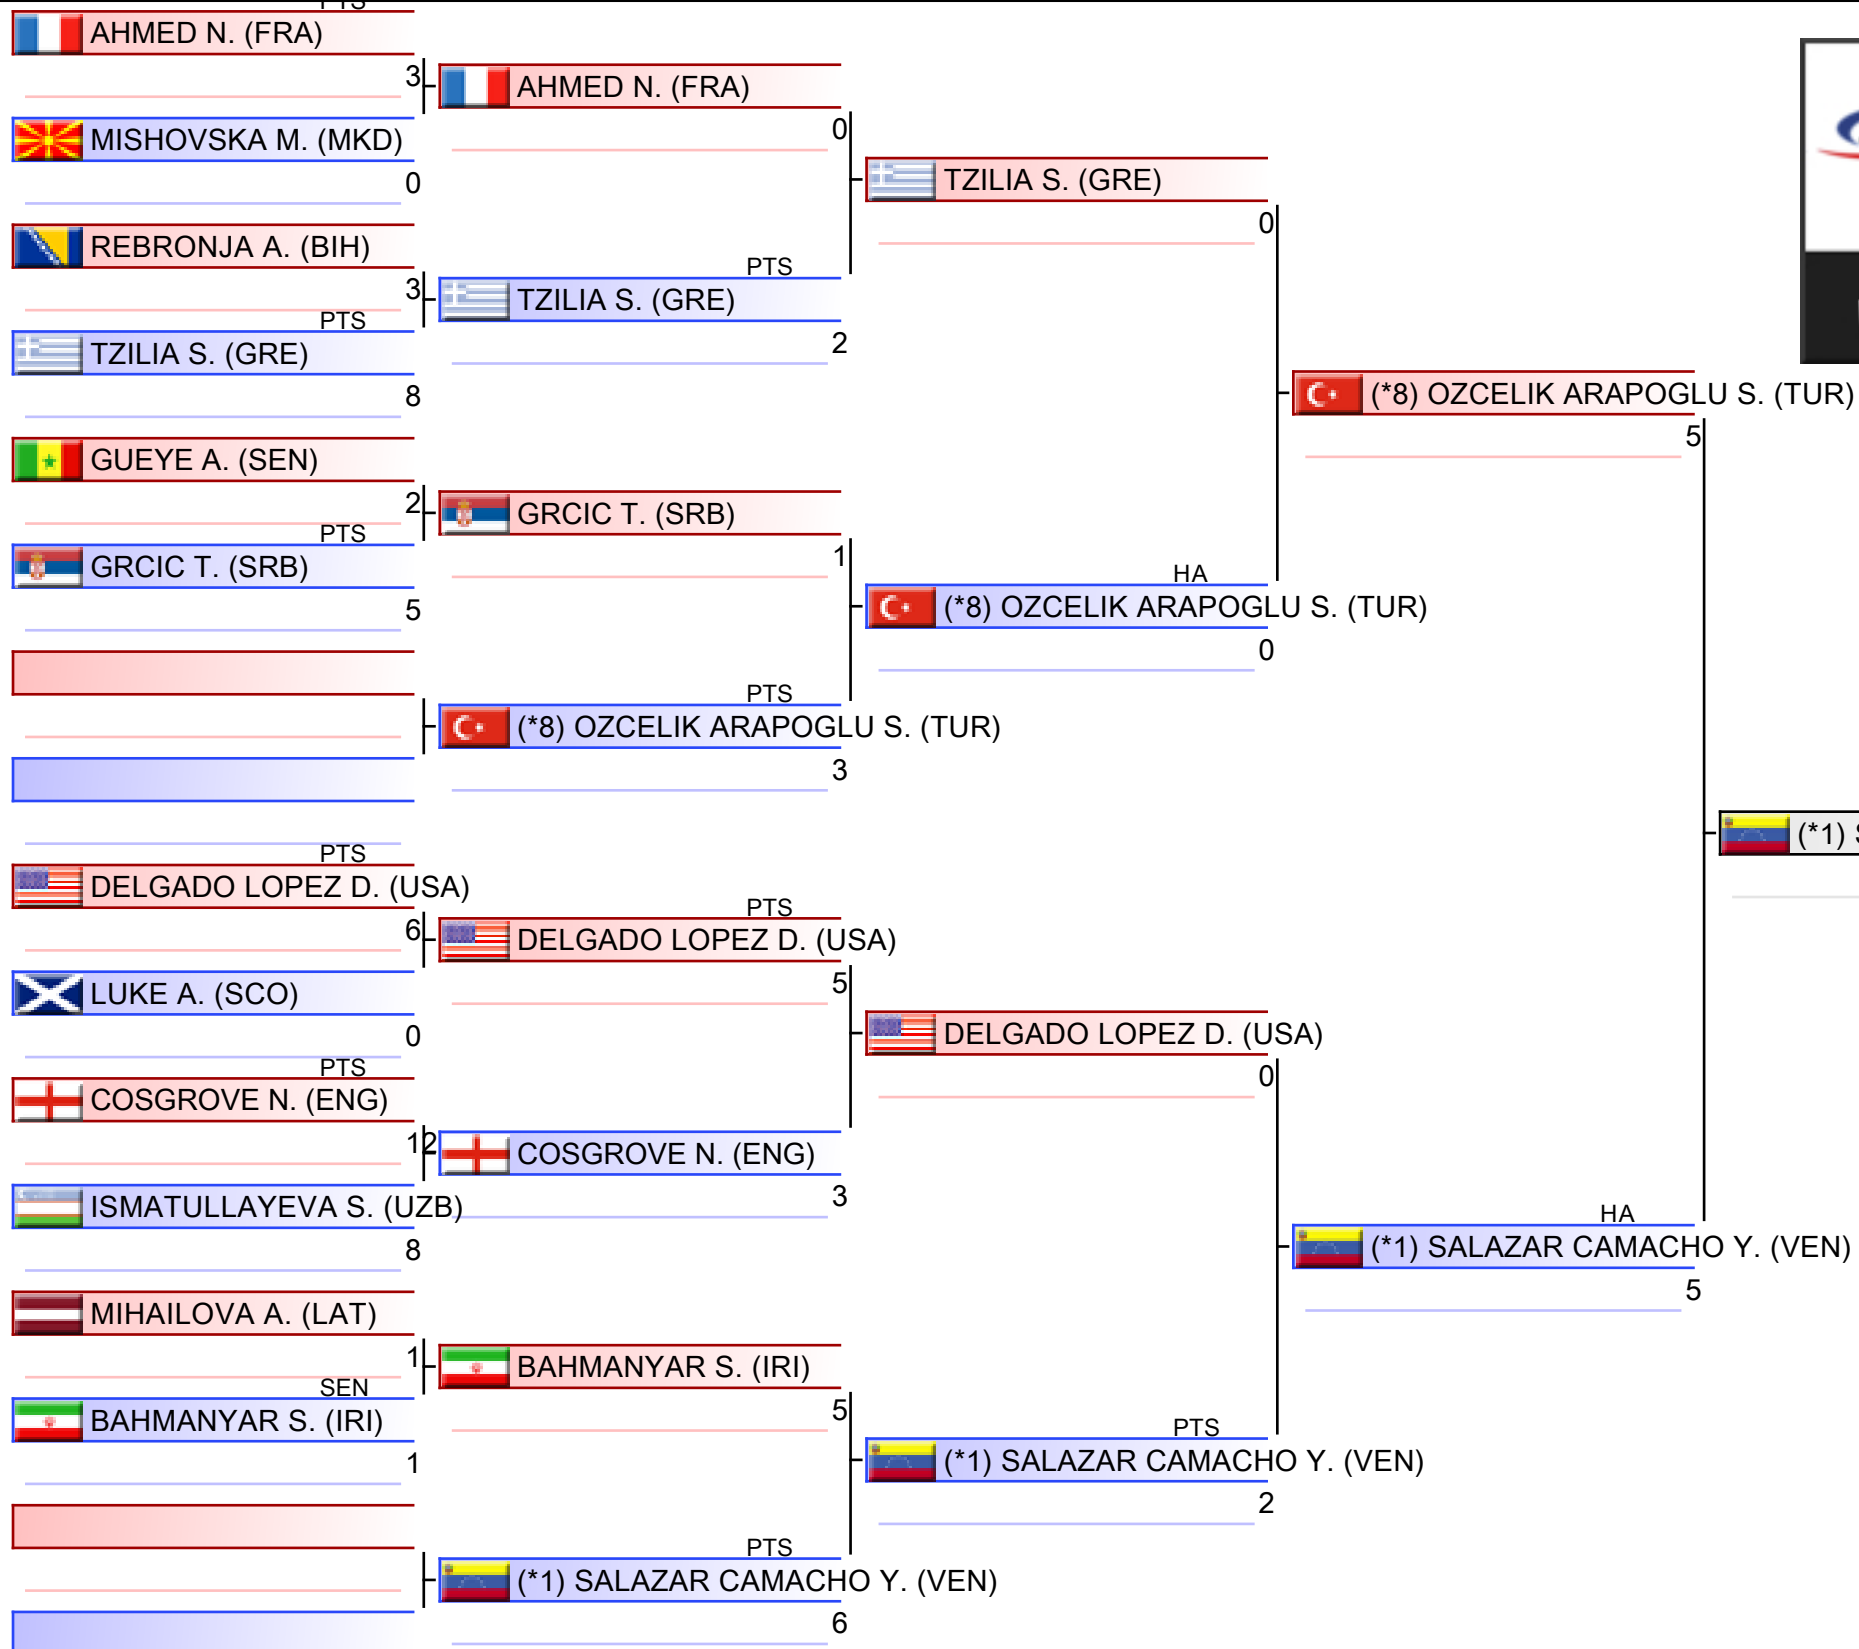 PTS
AHMED N. (FRA)
3
MISHOVSKA M. (MKD)
0
REBRONJA A. (BIH)
3
PTS
TZILIA S. (GRE)
8
GUEYE A. (SEN)
2
PTS
GRCIC T. (SRB)
5
PTS
DELGADO LOPEZ D. (USA)
6
LUKE A. (SCO)
0
PTS
COSGROVE N. (ENG)
12
ISMATULLAYEVA S. (UZB)
8
MIHAILOVA A. (LAT)
1
SEN
BAHMANYAR S. (IRI)
1
AHMED N. (FRA)
0
PTS
TZILIA S. (GRE)
2
GRCIC T. (SRB)
1
PTS
(*8) OZCELIK ARAPOGLU S. (TUR)
3
PTS
DELGADO LOPEZ D. (USA)
5
COSGROVE N. (ENG)
3
BAHMANYAR S. (IRI)
5
PTS
(*1) SALAZAR CAMACHO Y. (VEN)
6
TZILIA S. (GRE)
0
HA
(*8) OZCELIK ARAPOGLU S. (TUR)
0
DELGADO LOPEZ D. (USA)
0
PTS
(*1) SALAZAR CAMACHO Y. (VEN)
2
(*8) OZCELIK ARAPOGLU S. (TUR)
5
HA
(*1) SALAZAR CAMACHO Y. (VEN)
5
(*1) S